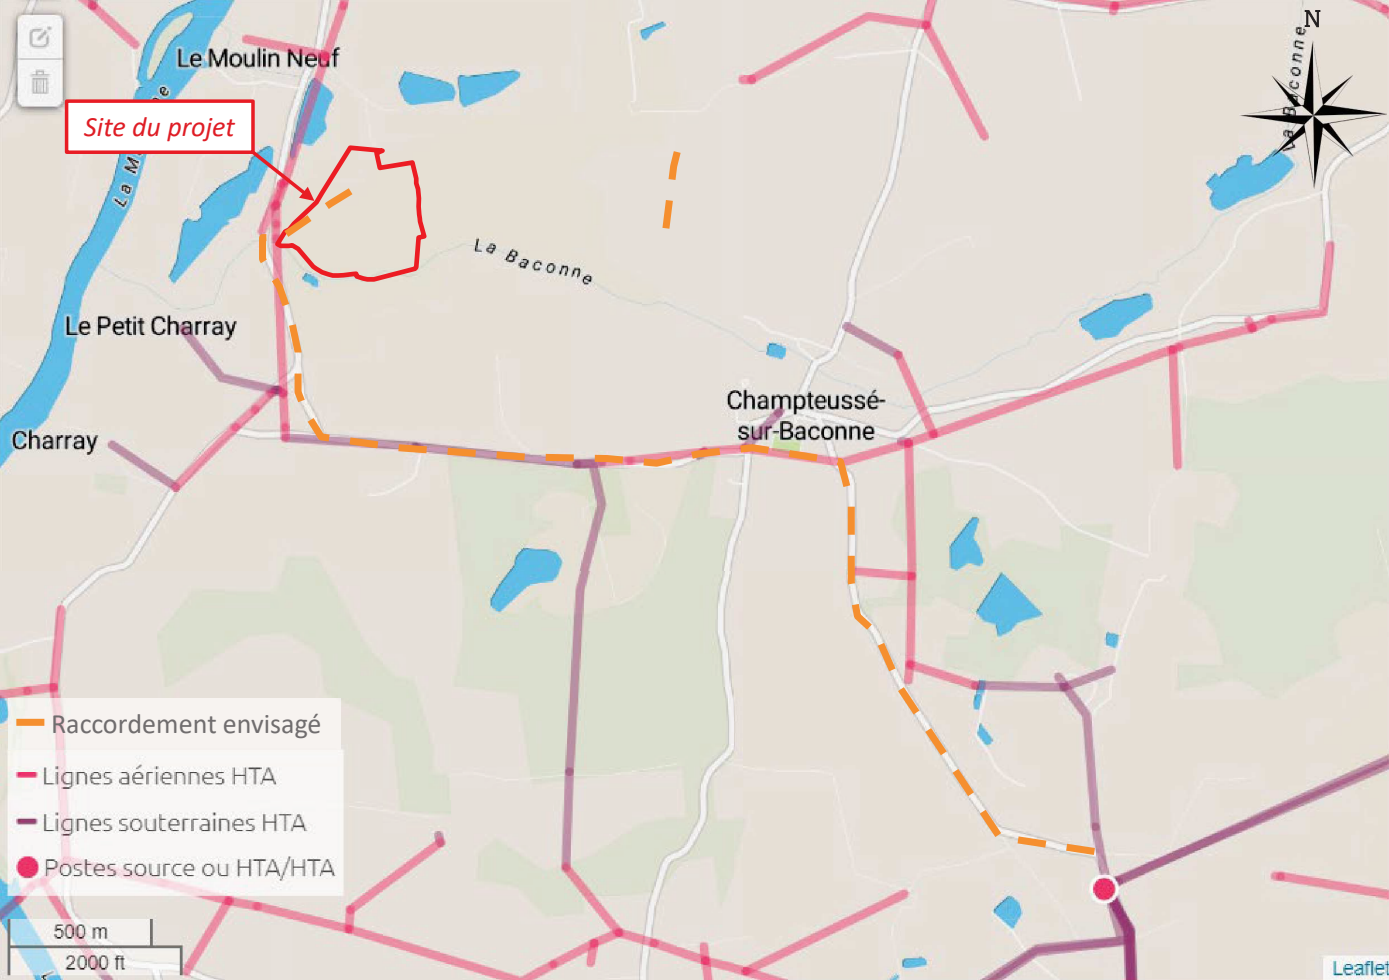 N
Le Moulin Neuf
Site du projet
La Baconne
La Baconne
Le Petit Charray
Champteussé-
sur-Baconne
Charray
Raccordement envisagé
Lignes aériennes HTA
Lignes souterraines HTA
Postes source ou HTA/HTA
500 m
2000 ft
Leaflet